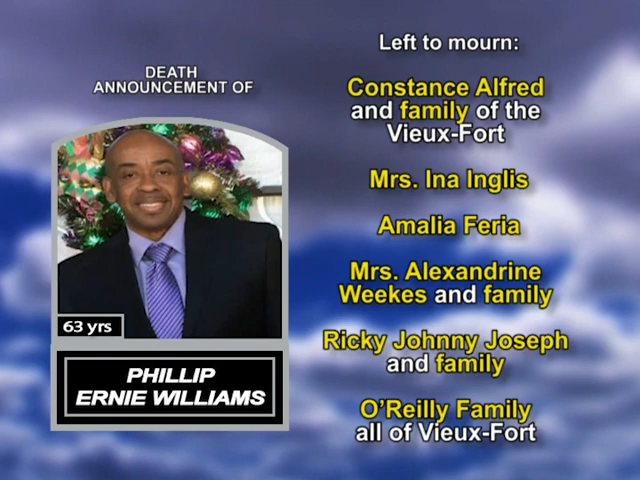 DEATH
ANNOUNCEMENT OF
63 yrs
PHILLIP
ERNIE WILLIAMS
Left to mourn:
Constance Alfred
and family of the
Vieux-Fort
Mrs. Ina Inglis
Amalia Feria
Mrs. Alexandrine
Weekes and family
Ricky Johnny Joseph
and family
O'Reilly Family
all of Vieux-Fort